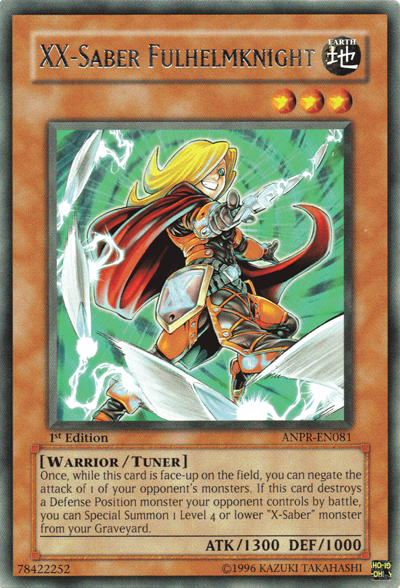 XX-Saber Fulhelmknight
EARTH
地
1st Edition
ANPR-EN081
[Warrior / Tuner]
Once, while this card is face-up on the field, you can negate the
attack of 1 of your opponent's monsters. If this card destroys
a Defense Position monster your opponent controls by battle,
you can Special Summon 1 Level 4 or lower "X-Saber" monster
from your Graveyard.
ATK/1300 DEF/1000
78422252
©1996 KAZUKI TAKAHASHI